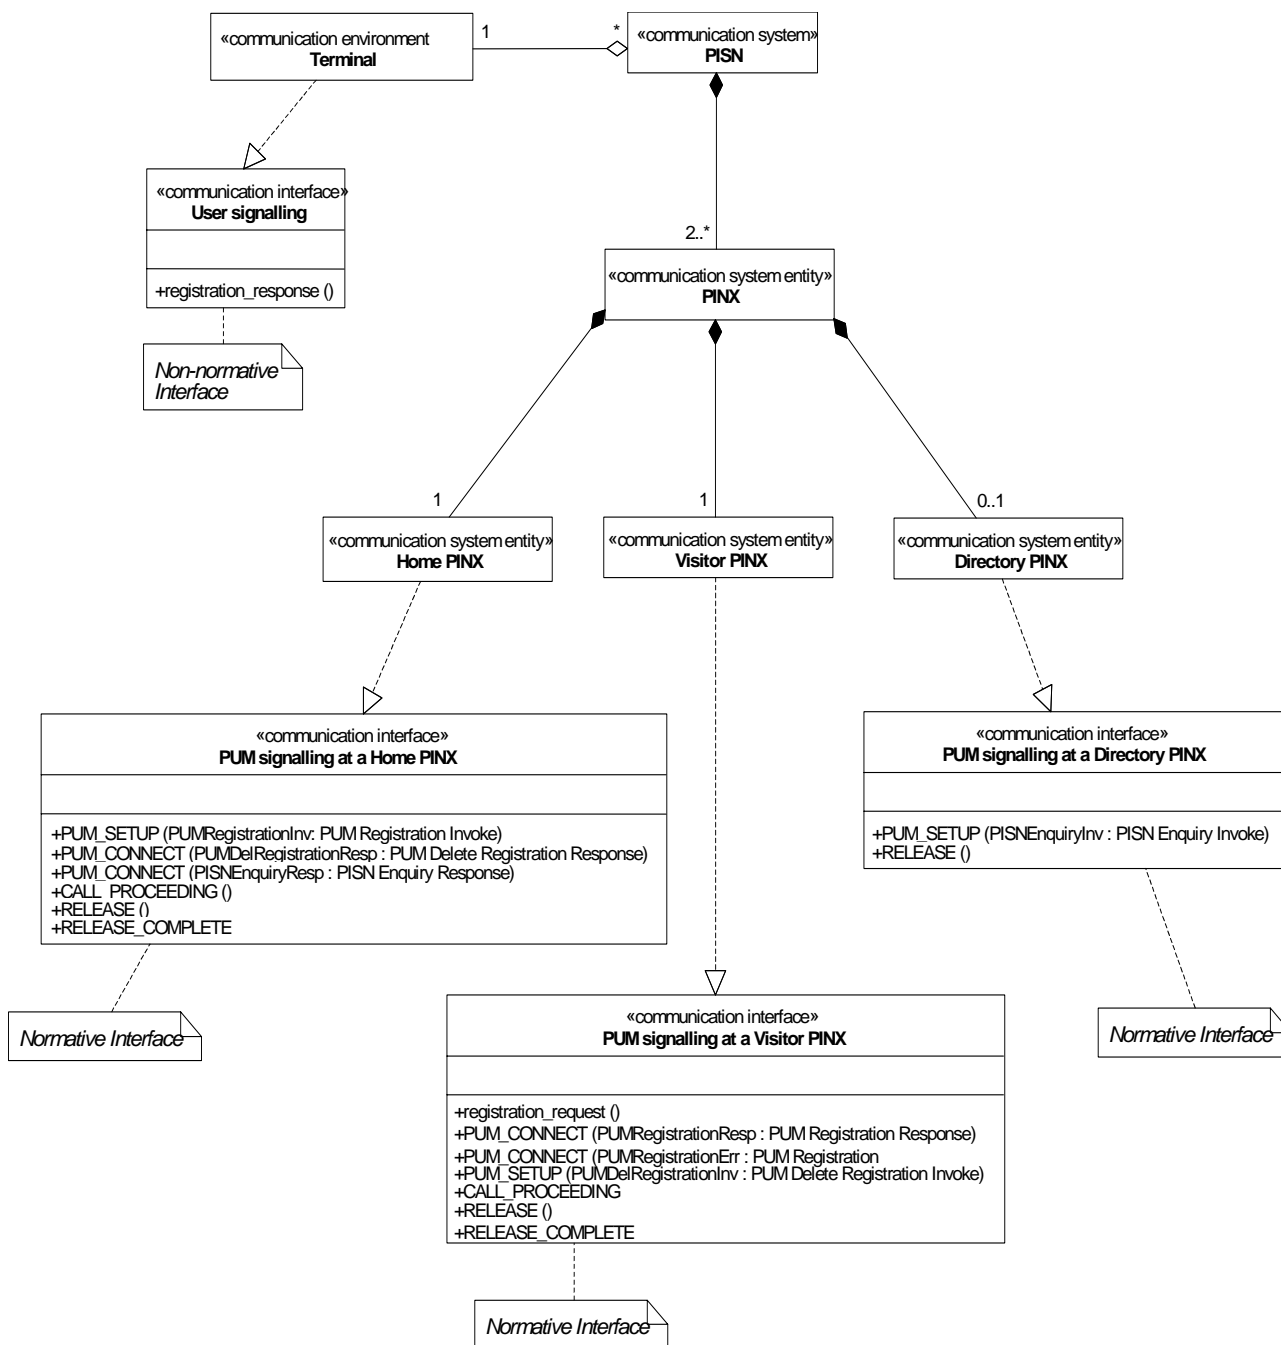 «communication environment
Terminal
1
*
«communication system»
PISN
«communication interface»
User signalling
+registration_response ()
Non-normative
Interface
2..*
«communication system entity»
PINX
1
1
0..1
«communication system entity»
Home PINX
«communication system entity»
Visitor PINX
«communication system entity»
Directory PINX
«communication interface»
PUM signalling at a Home PINX
+PUM_SETUP (PUMRegistrationInv: PUM Registration Invoke)
+PUM_CONNECT (PUMDelRegistrationResp : PUM Delete Registration Response)
+PUM_CONNECT (PISNEnquiryResp : PISN Enquiry Response)
+CALL_PROCEEDING ()
+RELEASE ()
+RELEASE_COMPLETE
Normative Interface
«communication interface»
PUM signalling at a Directory PINX
+PUM_SETUP (PISNEnquiryInv : PISN Enquiry Invoke)
+RELEASE ()
Normative Interface
«communication interface»
PUM signalling at a Visitor PINX
+registration_request ()
+PUM_CONNECT (PUMRegistrationResp : PUM Registration Response)
+PUM_CONNECT (PUMRegistrationErr : PUM Registration
+PUM_SETUP (PUMDelRegistrationInv : PUM Delete Registration Invoke)
+CALL_PROCEEDING
+RELEASE ()
+RELEASE_COMPLETE
Normative Interface